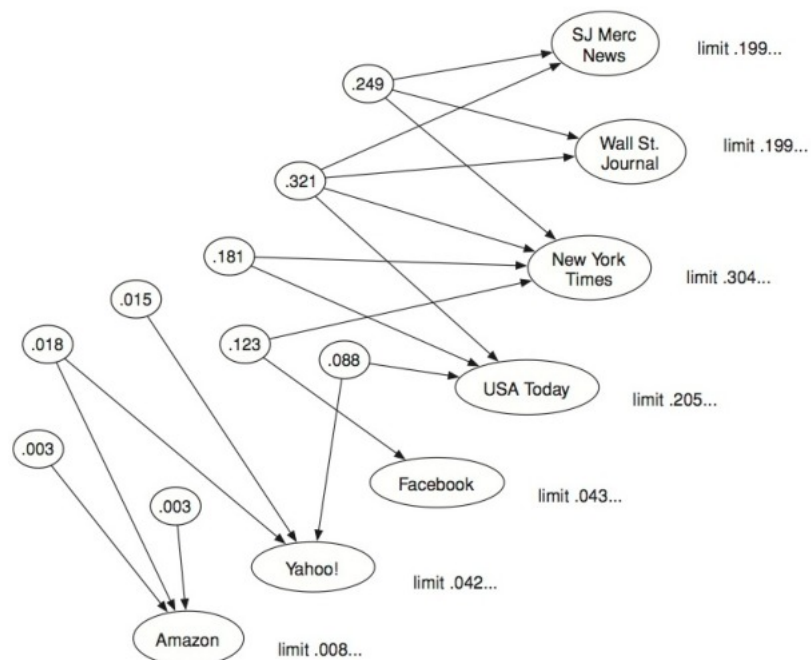 SJ Merc
News
limit .199...
.249
Wall St.
Journal
limit .199...
.321
.181
New York
Times
limit .304...
.015
.018
.123
.088
USA Today
limit .205...
.003
Facebook
limit .043...
.003
Yahoo!
limit .042...
Amazon
limit .008...